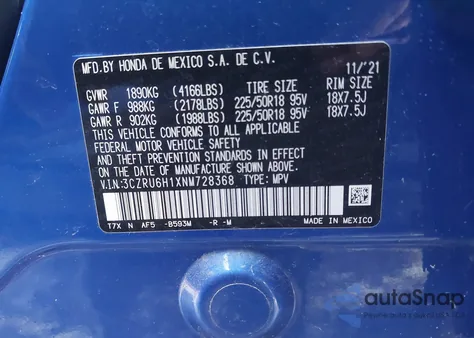 MFD.BY HONDA DE MEXICO S.A. DE C.V. 11/'21
GVWR 1890KG (4166LBS) TIRE SIZE RIM SIZE
GAWR F 988KG (2178LBS) 225/50R18 95V 18X7.5J
GAWR R 902KG (1988LBS) 225/50R18 95V 18X7.5J
THIS VEHICLE CONFORMS TO ALL APPLICABLE
FEDERAL MOTOR VEHICLE SAFETY AND
THEFT PREVENTION STANDARDS IN
EFFECT ON THE DATE OF
MANUFACTURE SHOWN ABOVE.
V.I.N:3CZRU6H1XNM728368 TYPE: MPV
T7X N AF5 -B593M -R -M
MADE IN MEXICO
autoSnap